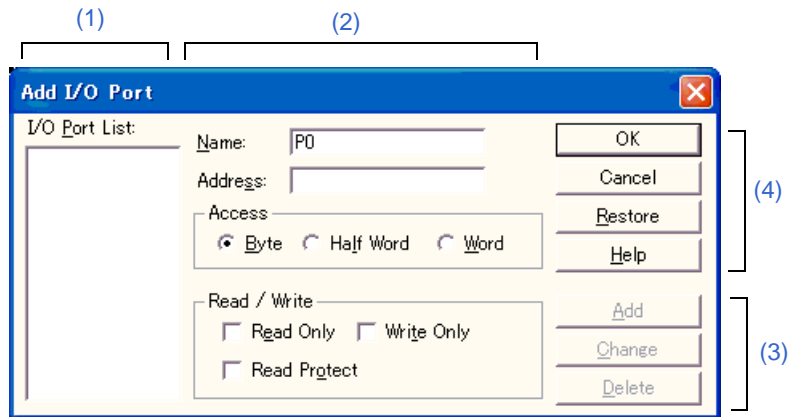 (1) (2)
Add I/O Port
I/O Port List:
Name: P0
Address:
Access
Byte Half Word Word
Read / Write
Read Only Write Only
Read Protect
OK
Cancel
Restore
Help
(4)
Add
Change
Delete
(3)